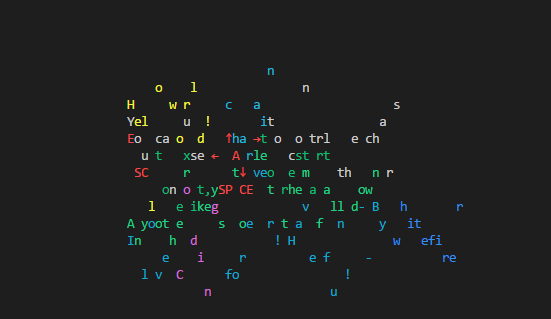 n
o l n
H w r c a s
Yel u ! it a
Eo ca o d ↑ha →t o o trl e ch
u t xse ← A rle cst rt
SC r t↓ veo e m th n r
on o t,ySP CE t rhe a a ow
l e ikeg v ll d- B h r
A yoot e s oe r t a f n y it
In h d ! H w efi
e i r e f - re
l v C fo !
n u